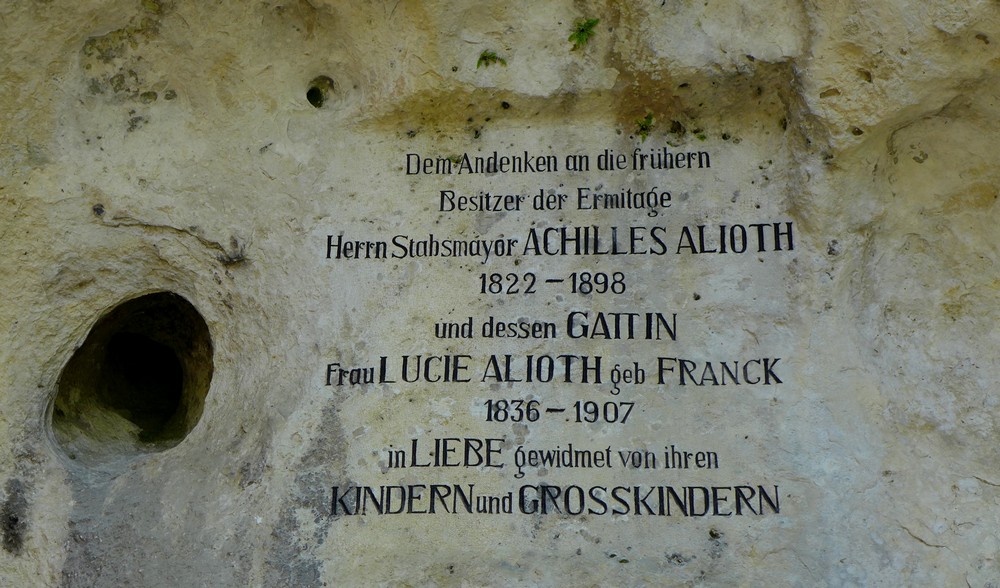 Dem Andenken an die frühern
Besitzer der Ermitage
Herrn Stabsmayor ACHILLES ALIOTH
1822 – 1898
und dessen GATTIN
Frau LUCIE ALIOTH geb FRANCK
1836 – 1907
in LIEBE gewidmet von ihren
KINDERN und GROSSKINDERN